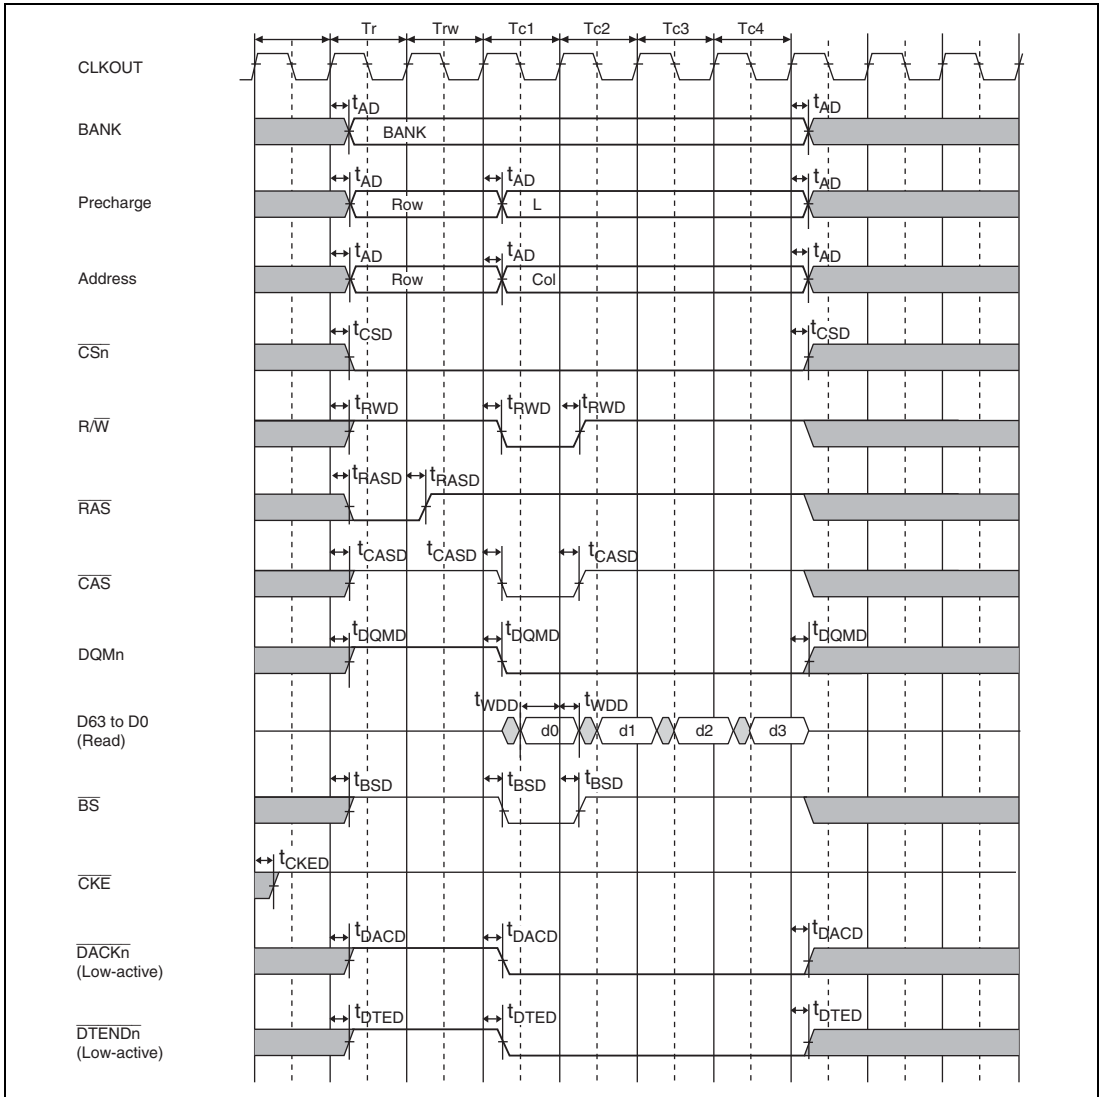 Tr Trw Tc1 Tc2 Tc3 Tc4
CLKOUT
tAD tAD
BANK BANK
tAD tAD tAD
Precharge Row L
tAD tAD tAD
Address Row Col
tCSD tCSD
CSn
tRWD tRWD tRWD
R/W
tRASD tRASD
RAS
tCASD tCASD tCASD
CAS
tDQMD tDQMD tDQMD
DQMn
tWDD tWDD
D63 to D0
(Read)
d0 d1 d2 d3
tBSD tBSD tBSD
BS
tCKED
CKE
tDACD tDACD tDACD
DACKn
(Low-active)
tDTED tDTED tDTED
DTENDn
(Low-active)